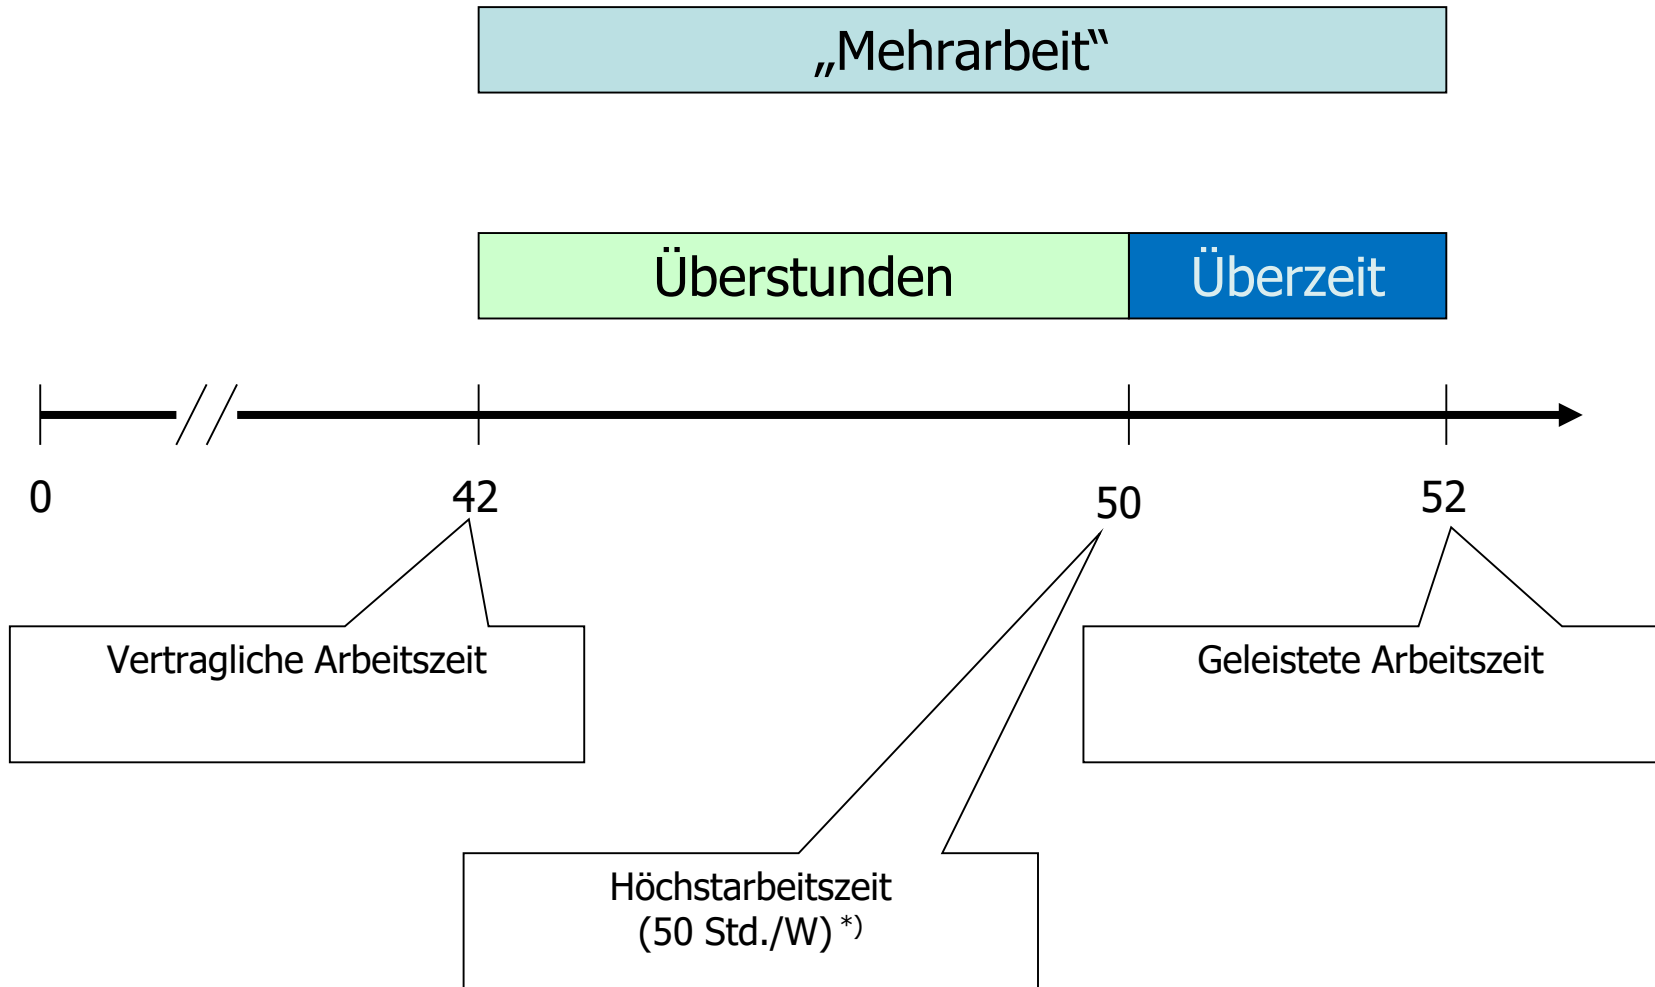 „Mehrarbeit“
Überstunden
Überzeit
0
42
50
52
Vertragliche Arbeitszeit
Geleistete Arbeitszeit
Höchstarbeitszeit
(50 Std./W) *)